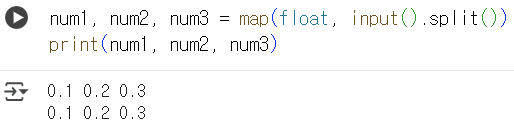 num1, num2, num3 = map(float, input().split())
print(num1, num2, num3)
0.1 0.2 0.3
0.1 0.2 0.3